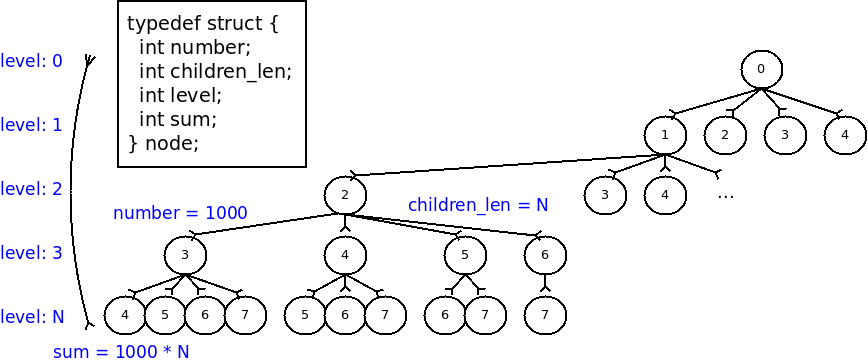 typedef struct {
int number;
int children_len;
int level;
int sum;
} node;
level: 0
0
level: 1
1 2 3 4
level: 2
2 3 4 ...
number = 1000 children_len = N
level: 3
3 4 5 6
level: N
4 5 6 7 5 6 7 6 7 7
sum = 1000 * N